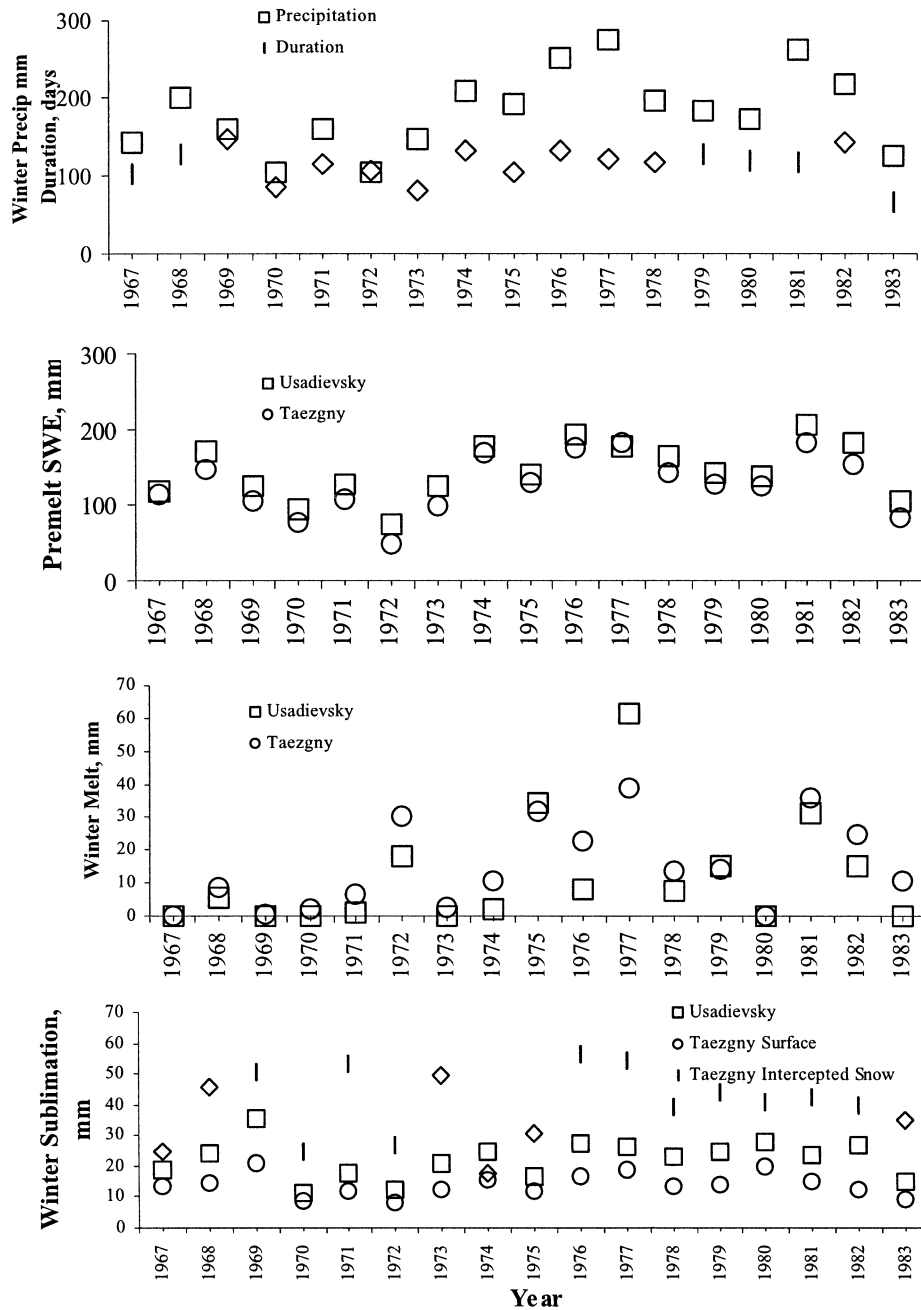 Winter Precip mm
Duration, days
300
200
100
0
Precipitation
Duration
1967 1968 1969 1970 1971 1972 1973 1974 1975 1976 1977 1978 1979 1980 1981 1982 1983
Premelt SWE, mm
300
200
100
0
Usadievsky
Taezgny
1967 1968 1969 1970 1971 1972 1973 1974 1975 1976 1977 1978 1979 1980 1981 1982 1983
Winter Melt, mm
70
60
50
40
30
20
10
0
Usadievsky
Taezgny
1967 1968 1969 1970 1971 1972 1973 1974 1975 1976 1977 1978 1979 1980 1981 1982 1983
Winter Sublimation,
mm
70
60
50
40
30
20
10
0
Usadievsky
Taezgny Surface
Taezgny Intercepted Snow
1967 1968 1969 1970 1971 1972 1973 1974 1975 1976 1977 1978 1979 1980 1981 1982 1983
Year